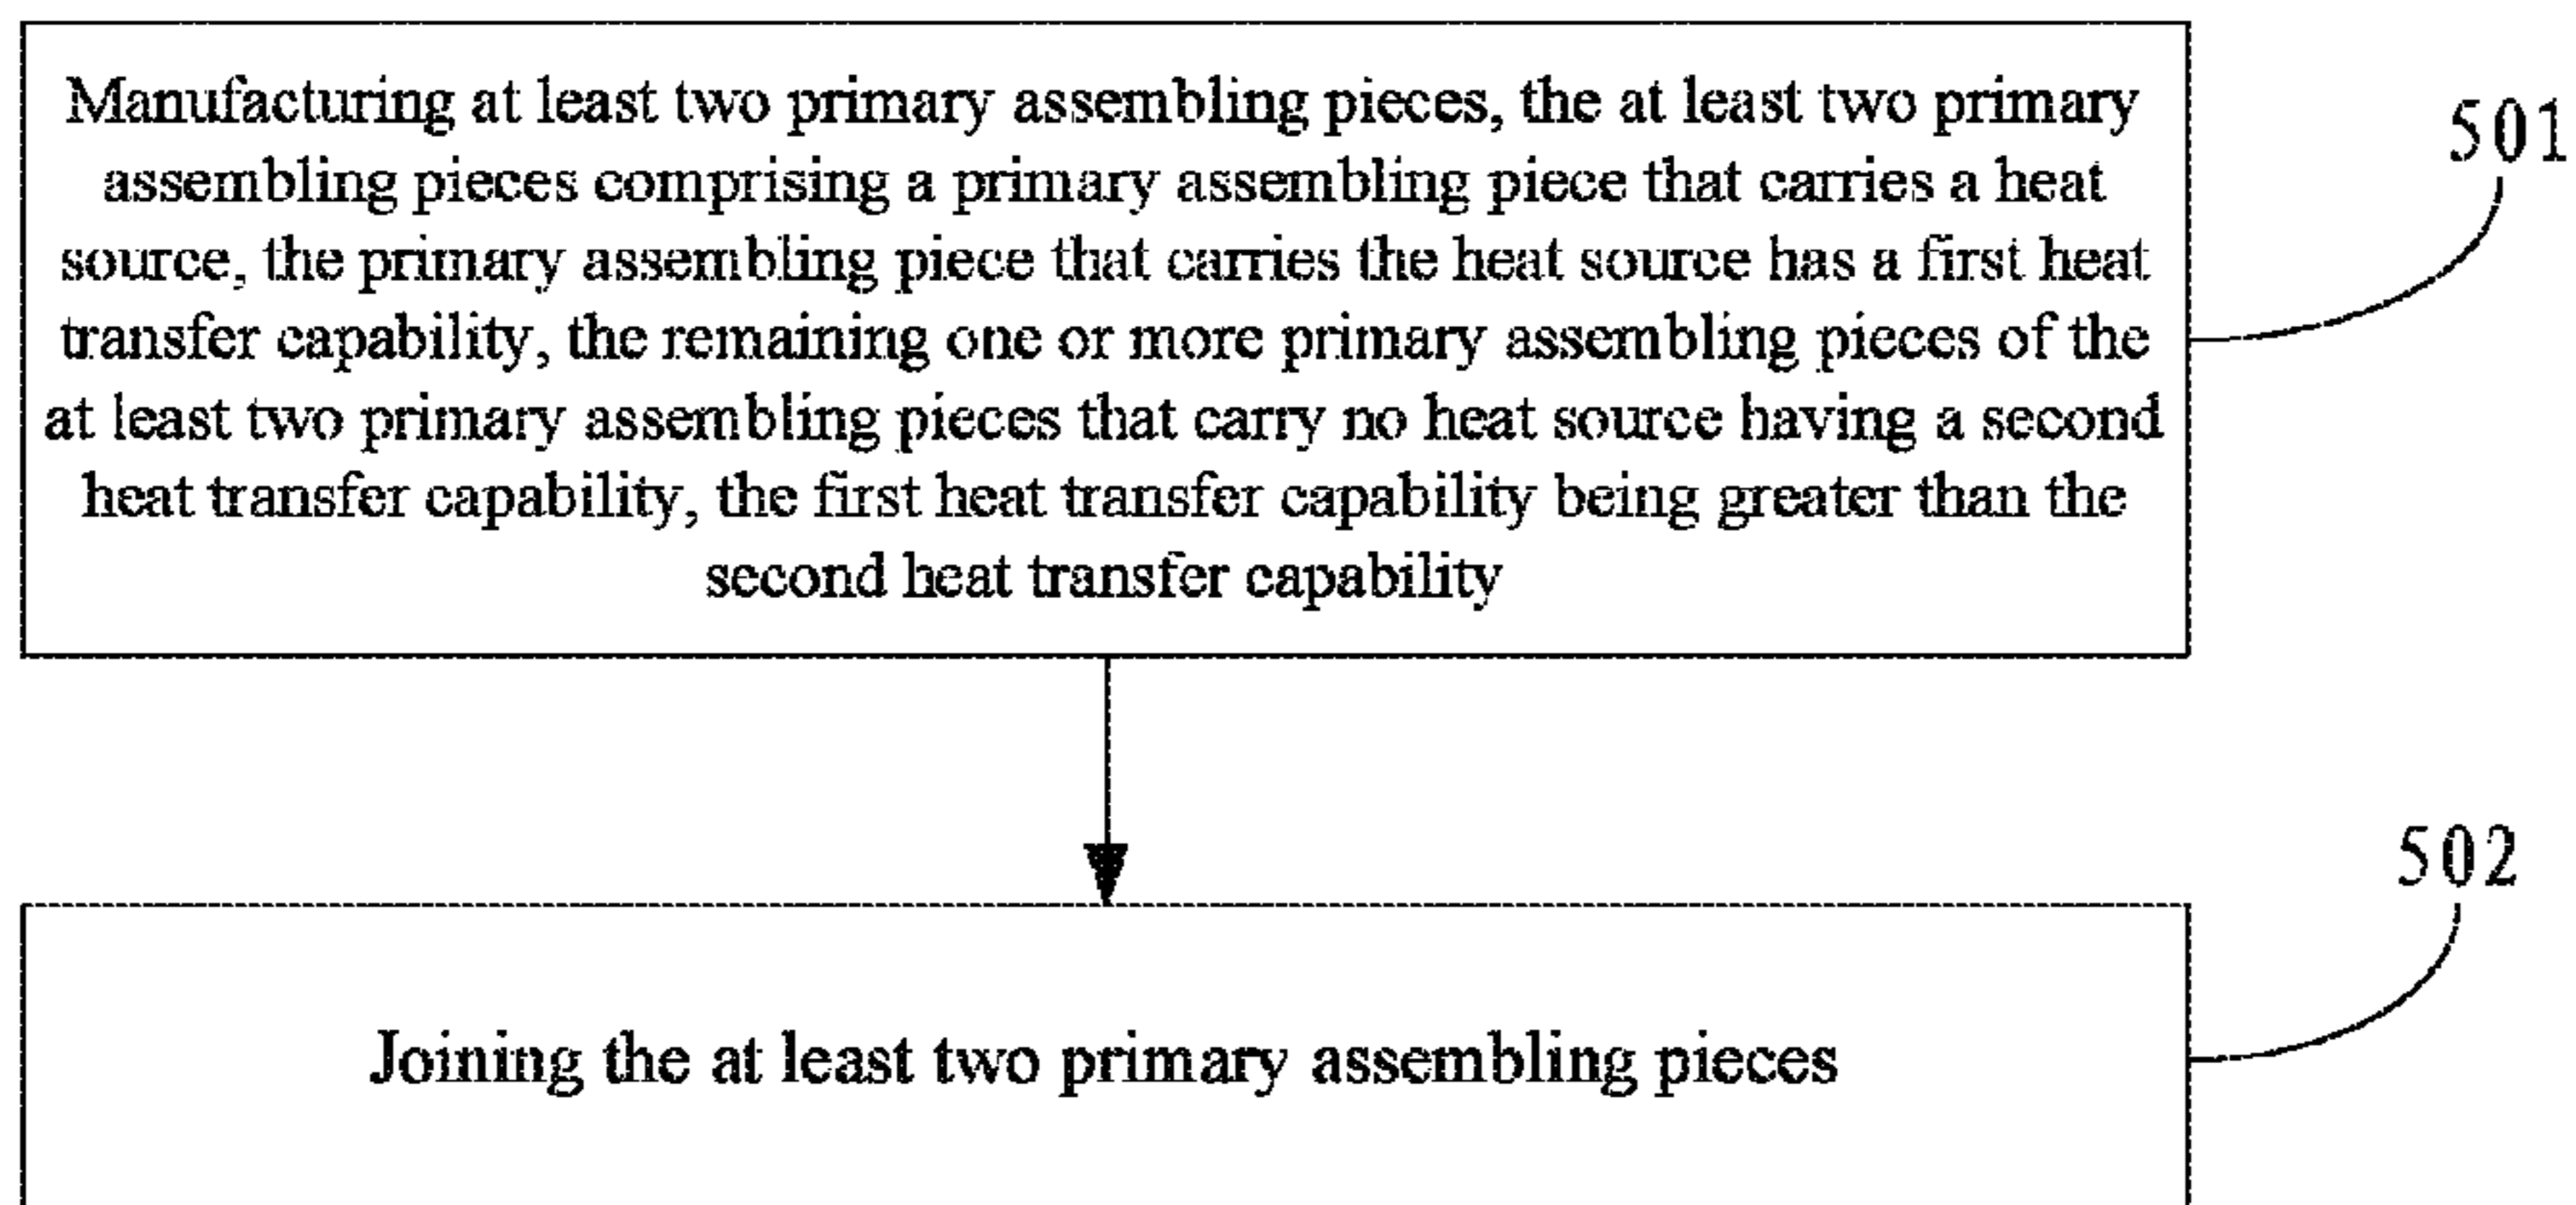 Manufacturing at least two primary assembling pieces, the at least two primary
assembling pieces comprising a primary assembling piece that carries a heat
source, the primary assembling piece that carries the heat source has a first heat
transfer capability, the remaining one or more primary assembling pieces of the
at least two primary assembling pieces that carry no heat source having a second
heat transfer capability, the first heat transfer capability being greater than the
second heat transfer capability
501
502
Joining the at least two primary assembling pieces